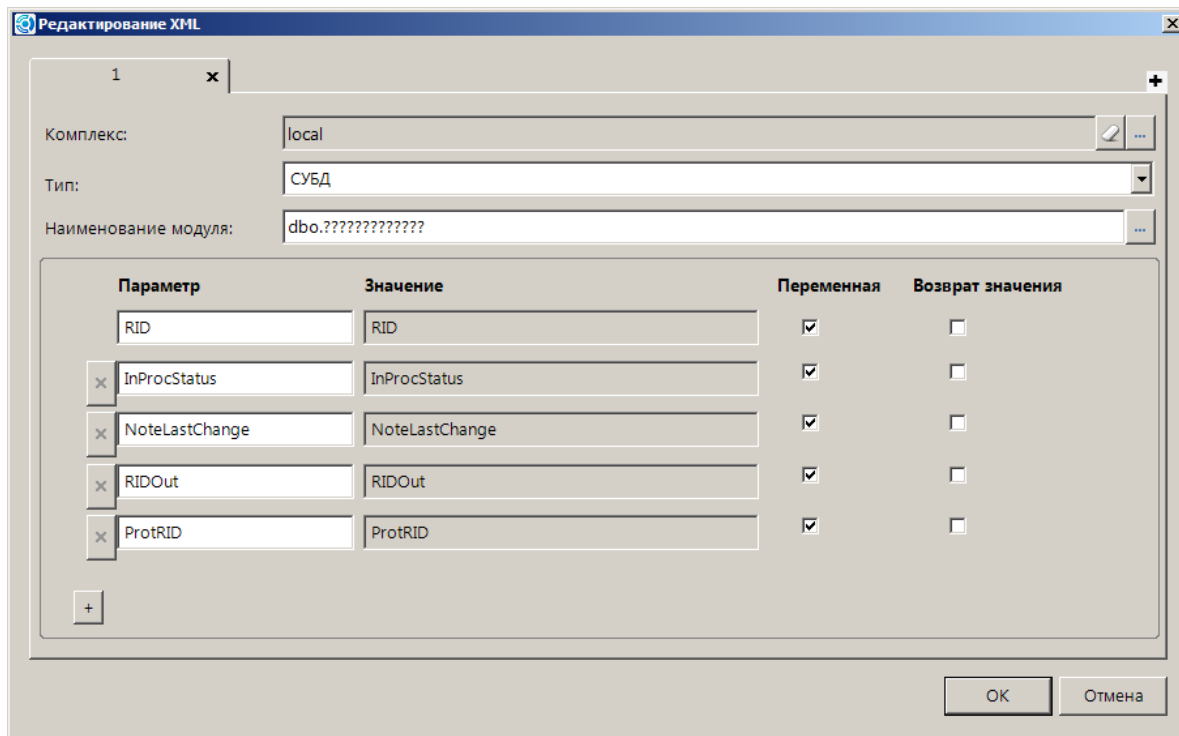 Редактирование XML
1
Комплекс: local ...
Тип: СУБД
Наименование модуля: dbo.????????????? ...
Параметр Значение Переменная Возврат значения
RID RID
InProcStatus InProcStatus
NoteLastChange NoteLastChange
RIDOut RIDOut
ProtRID ProtRID
+
OK Отмена